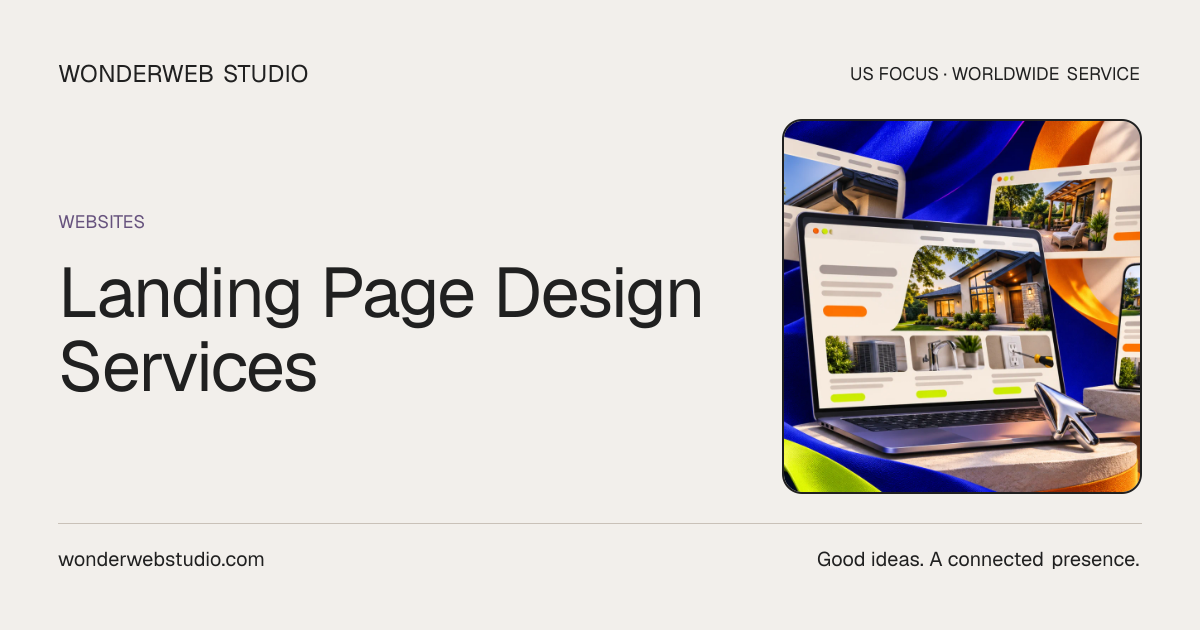 WONDERWEB STUDIO
US FOCUS · WORLDWIDE SERVICE
WEBSITES
Landing Page Design
Services
wonderwebstudio.com
Good ideas. A connected presence.